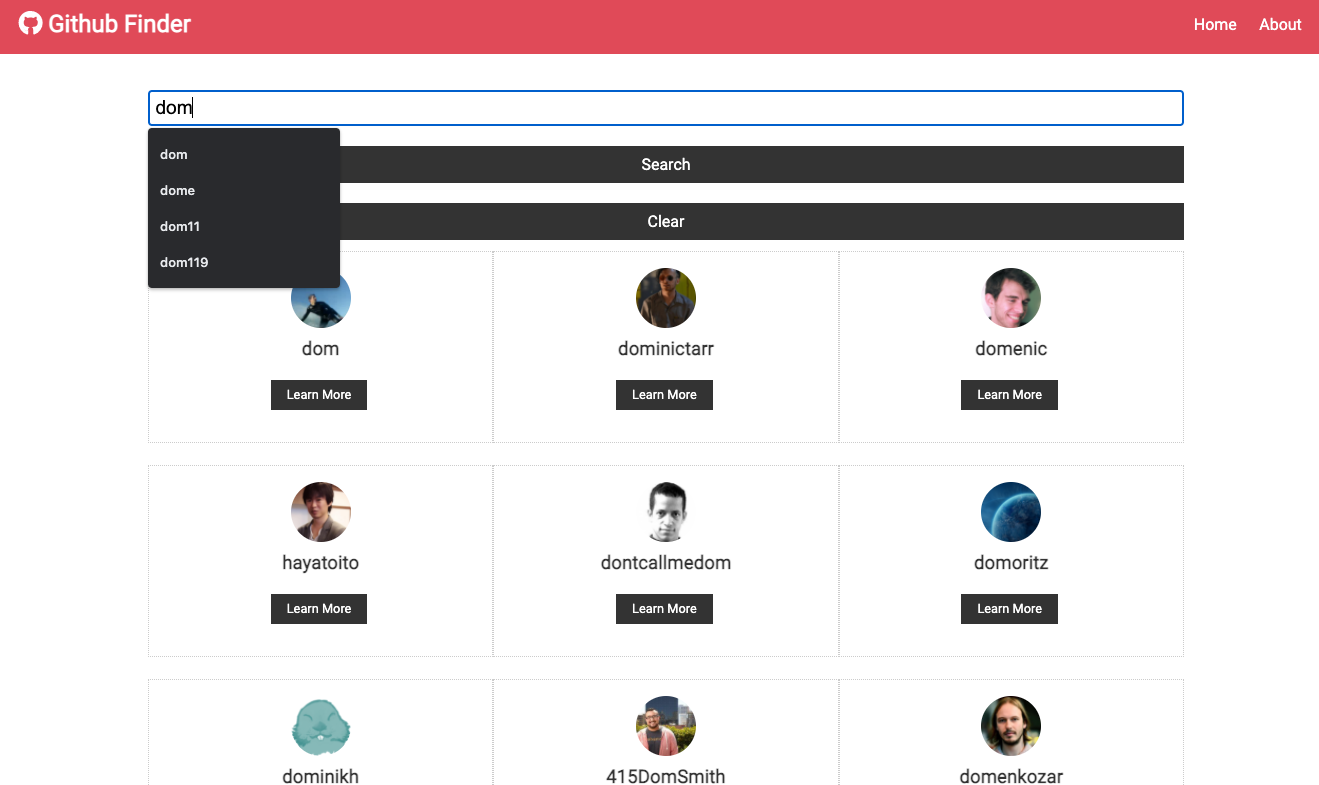 Github Finder
Home About
dom
dom
dome
dom11
dom119
Search
Clear
dom dominictarr domenic
Learn More Learn More Learn More
hayatoito dontcallmedom domoritz
Learn More Learn More Learn More
dominikh 415DomSmith domenkozar